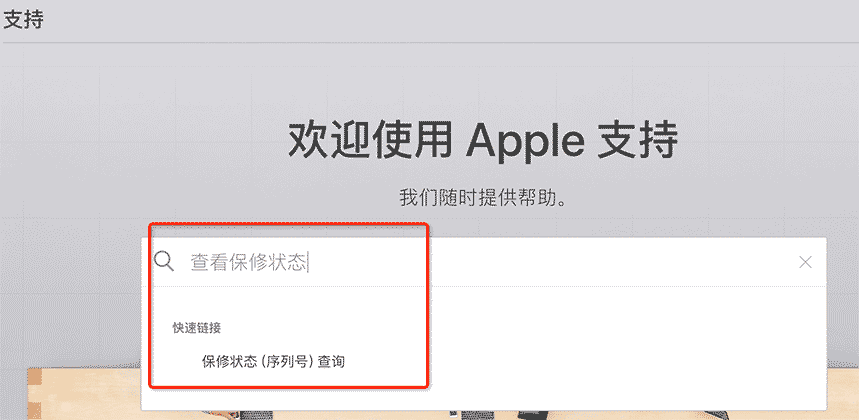 支持
欢迎使用 Apple 支持
我们随时提供帮助。
查看保修状态
快速链接
保修状态 (序列号) 查询